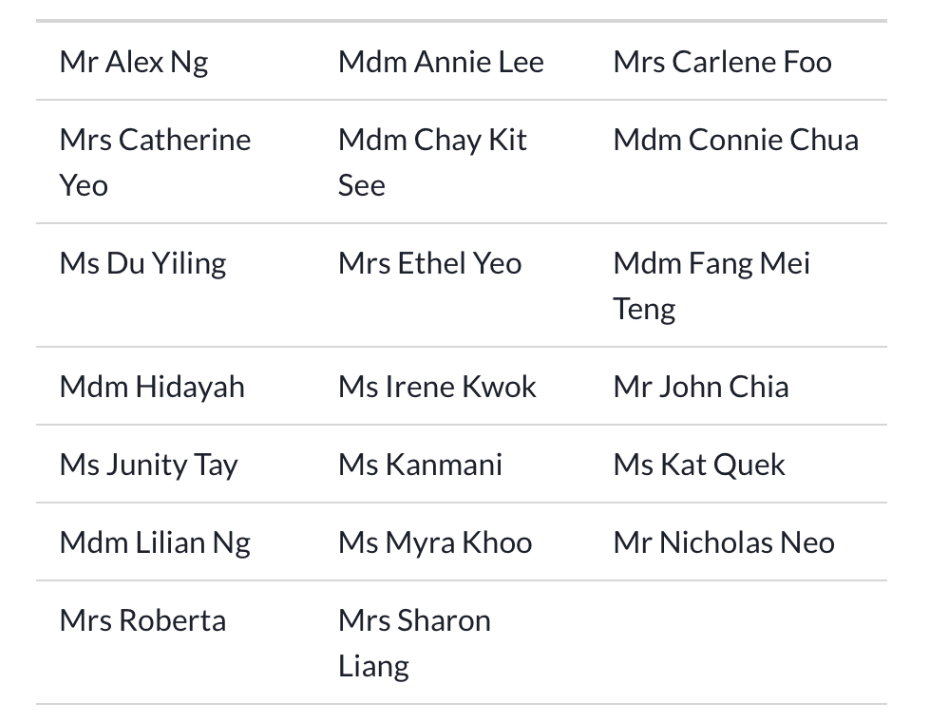 Mr Alex Ng Mdm Annie Lee Mrs Carlene Foo
Mrs Catherine Mdm Chay Kit Mdm Connie Chua
Yeo See
Ms Du Yiling Mrs Ethel Yeo Mdm Fang Mei
Teng
Mdm Hidayah Ms Irene Kwok Mr John Chia
Ms Junity Tay Ms Kanmani Ms Kat Quek
Mdm Lilian Ng Ms Myra Khoo Mr Nicholas Neo
Mrs Roberta Mrs Sharon
Liang